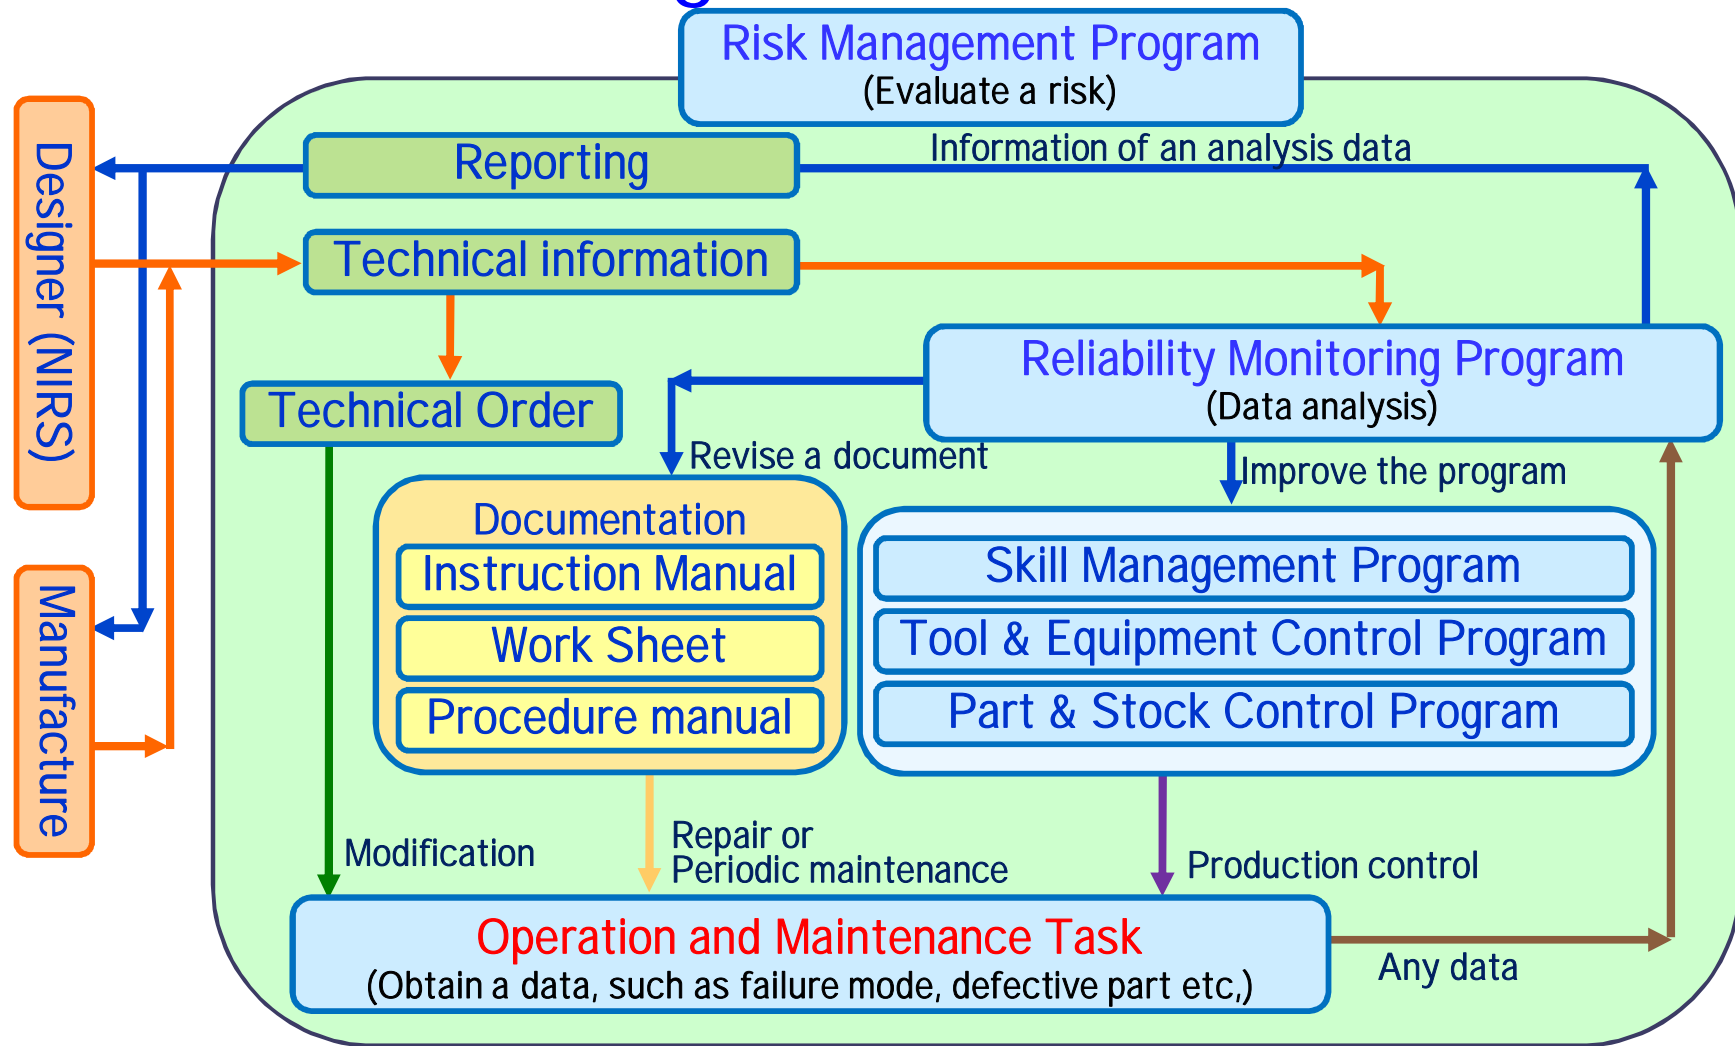 Risk Management Program
(Evaluate a risk)
Designer (NIRS)
Reporting
Information of an analysis data
Technical information
Reliability Monitoring Program
(Data analysis)
Technical Order
Revise a document
Improve the program
Documentation
Instruction Manual
Work Sheet
Procedure manual
Skill Management Program
Tool & Equipment Control Program
Part & Stock Control Program
Manufacture
Modification
Repair or
Periodic maintenance
Production control
Operation and Maintenance Task
(Obtain a data, such as failure mode, defective part etc,)
Any data